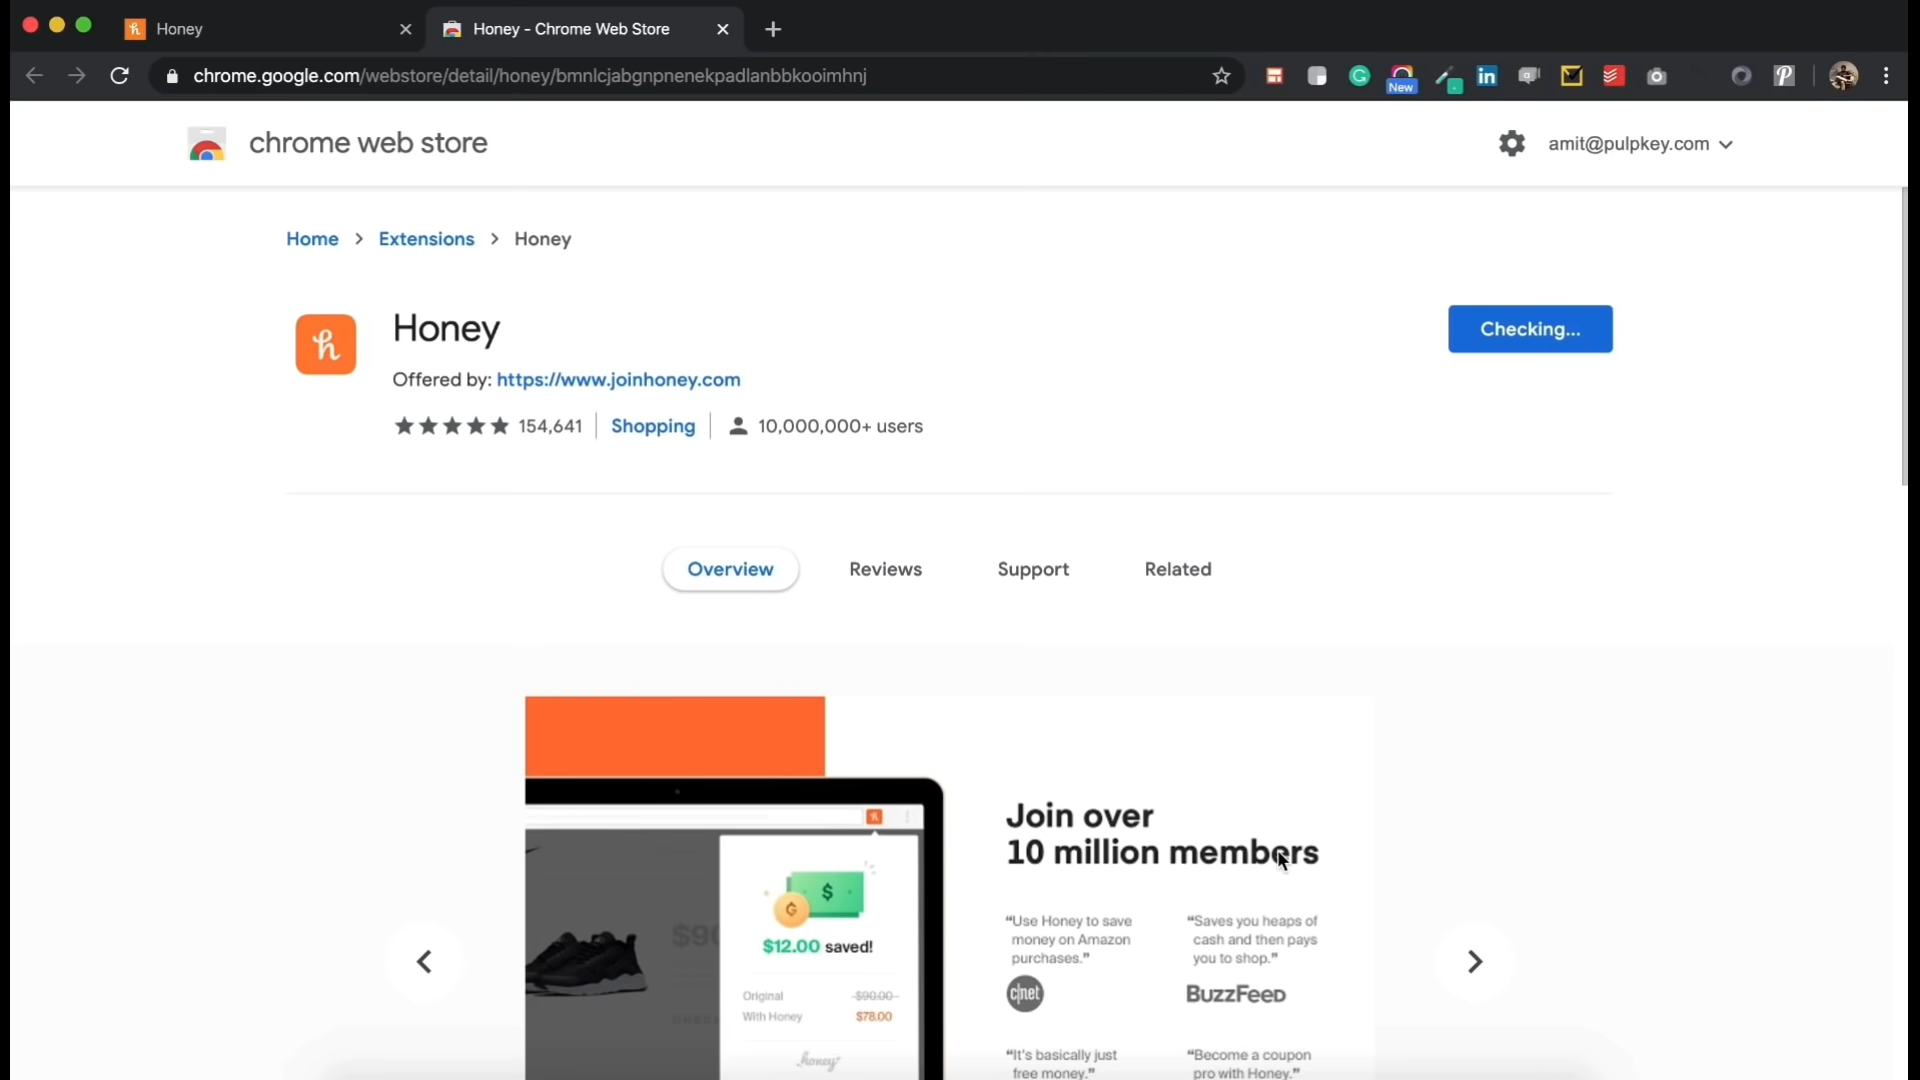 Honey
Honey - Chrome Web Store
chrome.google.com/webstore/detail/honey/bmnlcjabgnpnenekpadlanbbkooimhnj
New
in
chrome web store
amit@pulpkey.com
Home > Extensions > Honey
h
Honey
Checking...
Offered by: https://www.joinhoney.com
154,641
Shopping
10,000,000+ users
Overview
Reviews
Support
Related
Join over
10 million members
$12.00 saved!
Original $90.00
With Honey $78.00
honey
“Use Honey to save
money on Amazon
purchases.”
c|net
“Saves you heaps of
cash and then pays
you to shop.”
BuzzFeed
“It's basically just
free money.”
“Become a coupon
pro with Honey.”